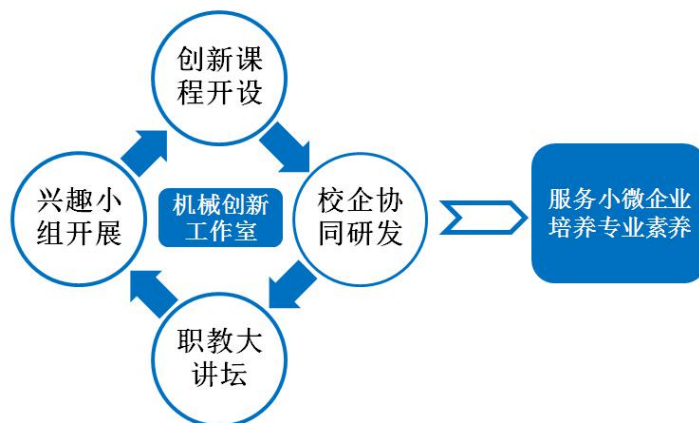 创新课
程开设
兴趣小
组开展
机械创新
工作室
校企协
同研发
服务小微企业
培养专业素养
职教大
讲坛